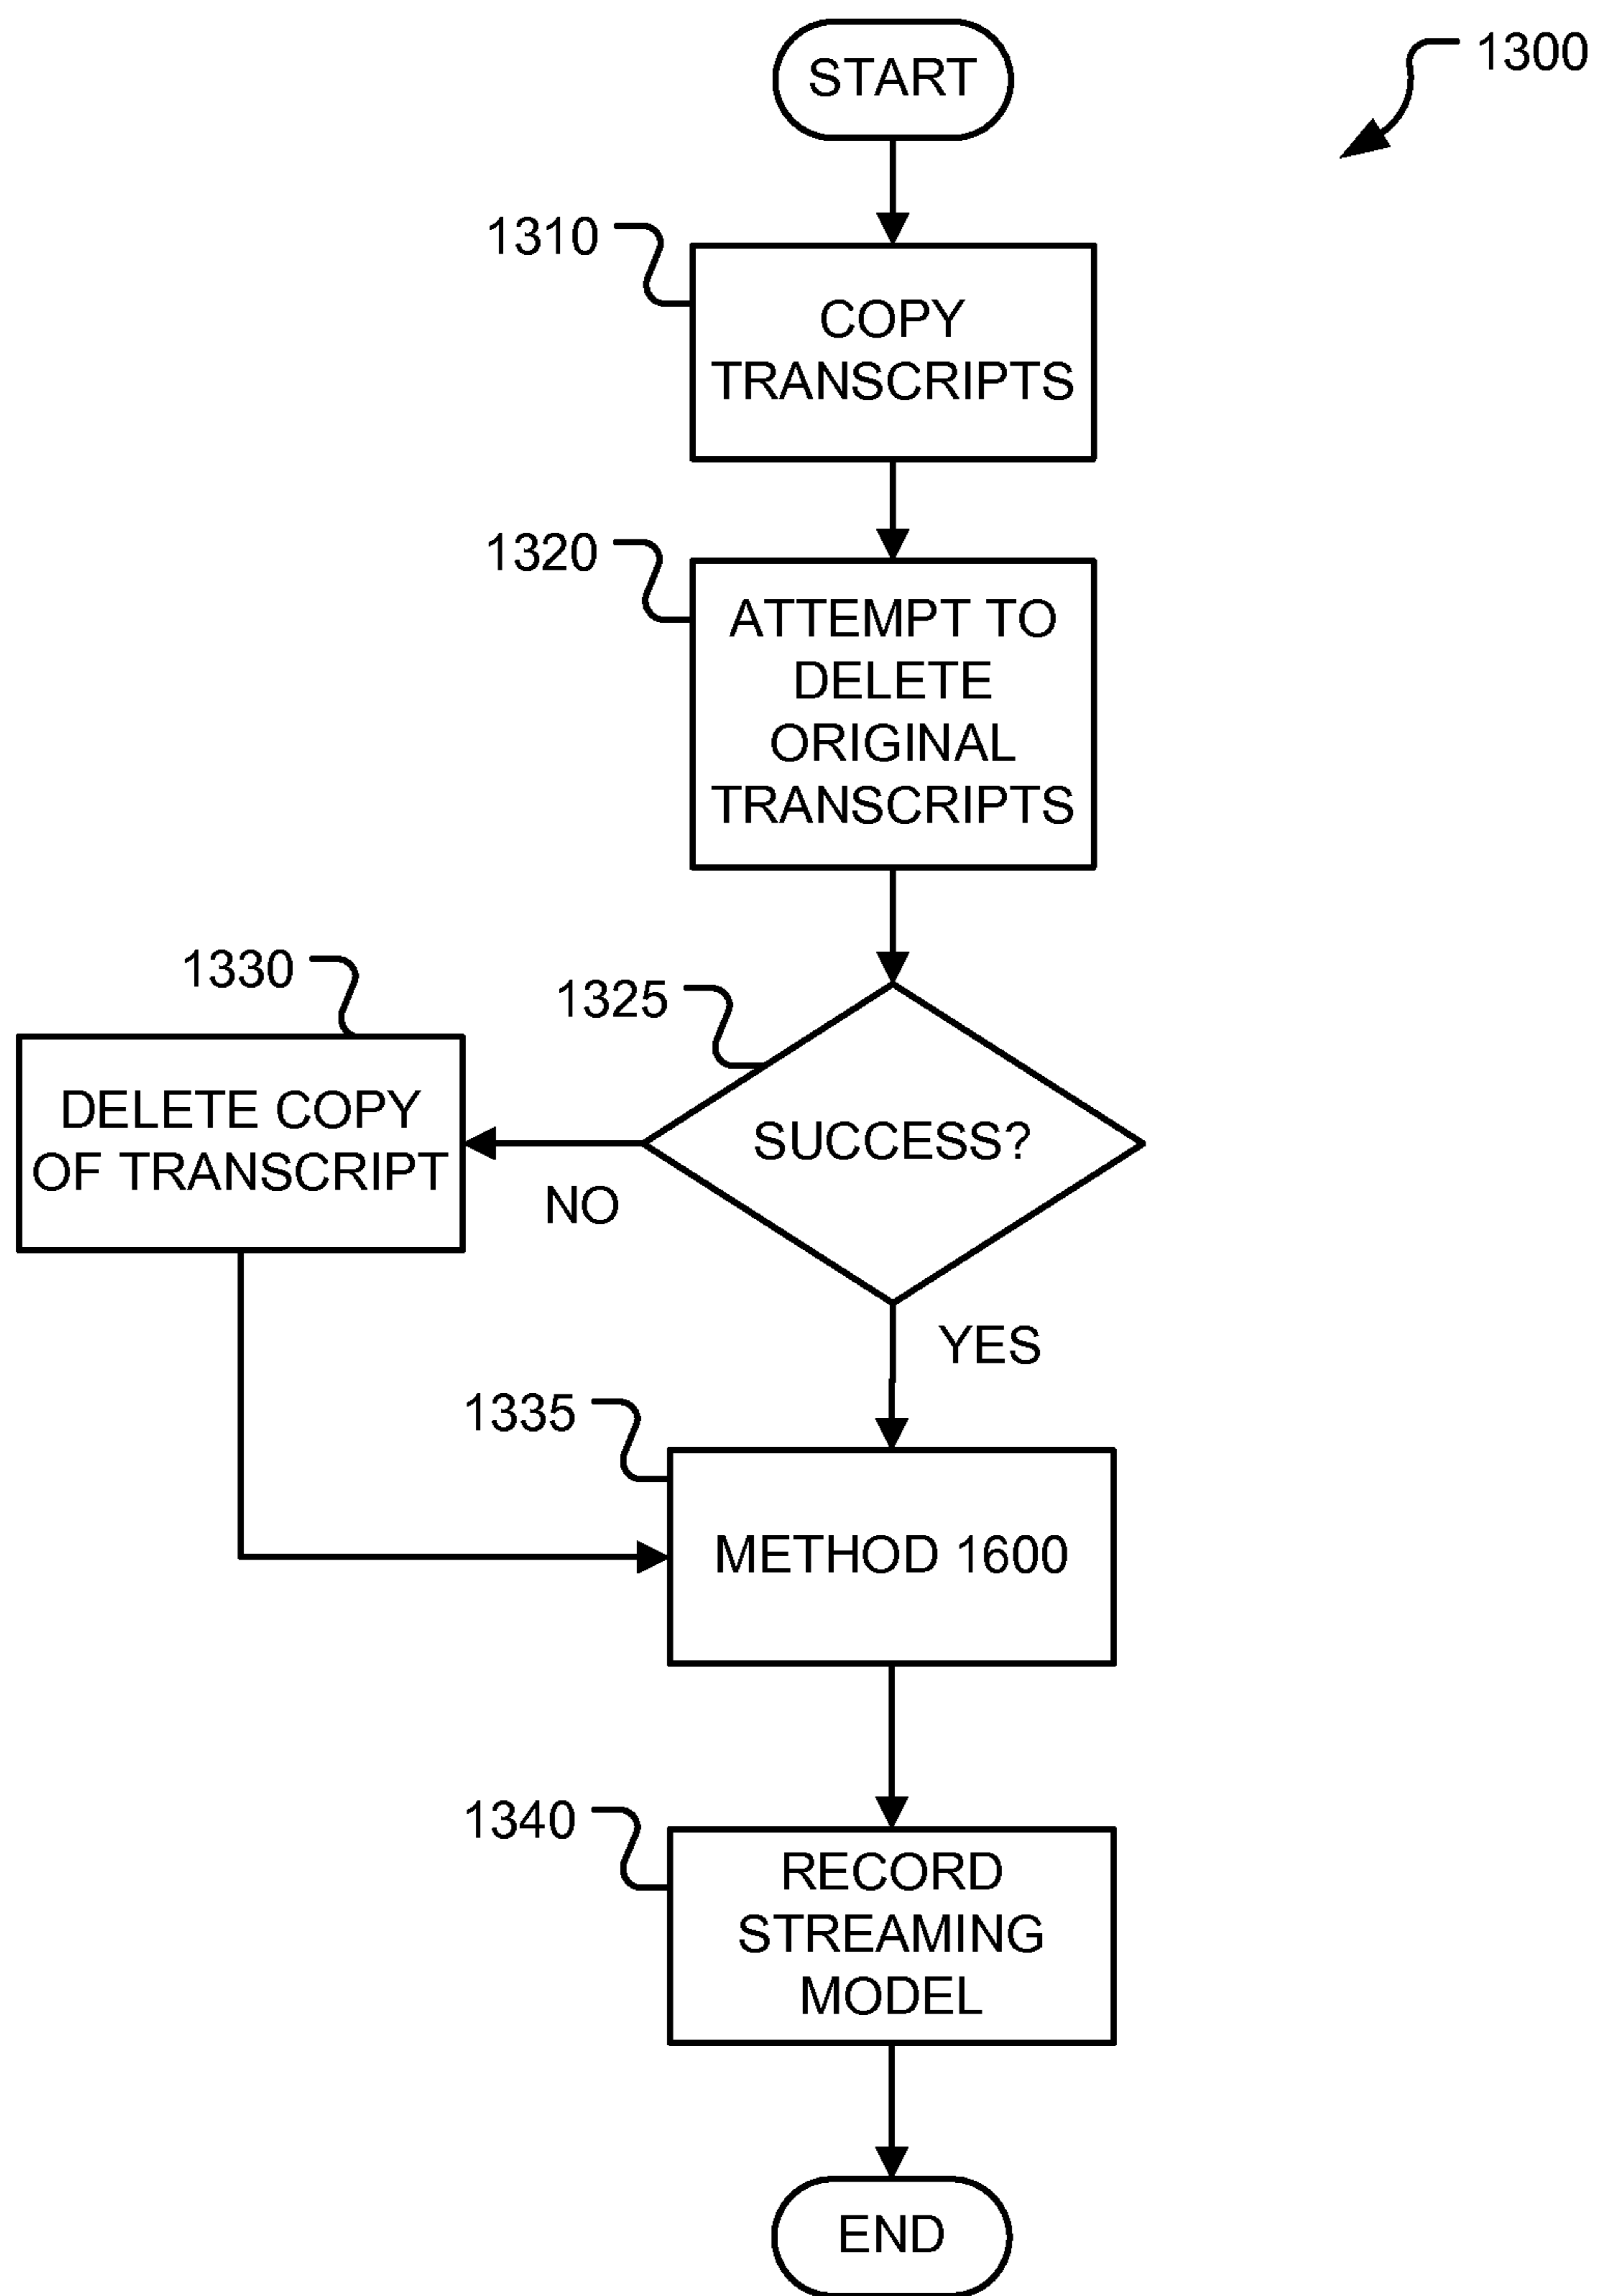 START
1300
1310
COPY
TRANSCRIPTS
1320
ATTEMPT TO
DELETE
ORIGINAL
TRANSCRIPTS
1330
1325
DELETE COPY
OF TRANSCRIPT
SUCCESS?
NO
YES
1335
METHOD 1600
1340
RECORD
STREAMING
MODEL
END